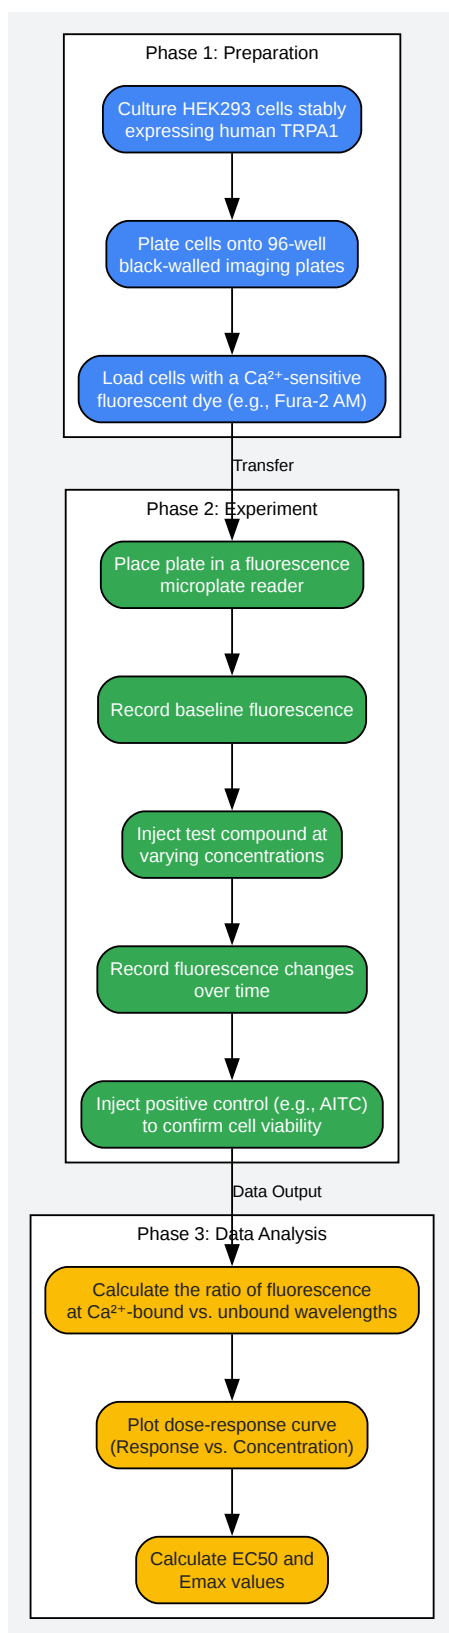 Phase 1: Preparation
Culture HEK293 cells stably
expressing human TRPA1
Plate cells onto 96-well
black-walled imaging plates
Load cells with a Ca²⁺-sensitive
fluorescent dye (e.g., Fura-2 AM)
Transfer
Phase 2: Experiment
Place plate in a fluorescence
microplate reader
Record baseline fluorescence
Inject test compound at
varying concentrations
Record fluorescence changes
over time
Inject positive control (e.g., AITC)
to confirm cell viability
Data Output
Phase 3: Data Analysis
Calculate the ratio of fluorescence
at Ca²⁺-bound vs. unbound wavelengths
Plot dose-response curve
(Response vs. Concentration)
Calculate EC50 and
Emax values